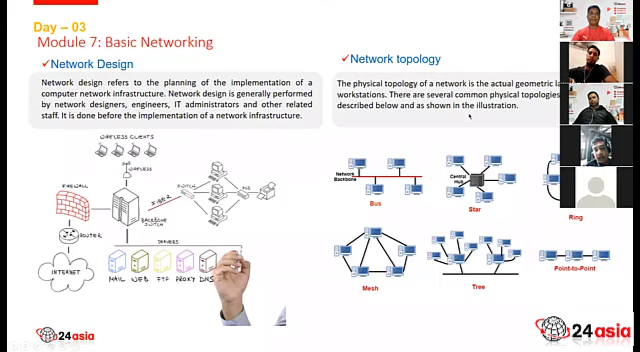 Day – 03
Module 7: Basic Networking
✓Network Design
Network design refers to the planning of the implementation of a
computer network infrastructure. Network design is generally performed
by network designers, engineers, IT administrators and other related
staff. It is done before the implementation of a network infrastructure.
WIRELESS CLIENTS
WIRELESS
FIREWALL
SWITCH
HUB
FIBER
BACKBONE
SWITCH
ROUTER
SERVERS
INTERNET
MAIL WEB FTP PROXY DNS
24asia
✓Network topology
The physical topology of a network is the actual geometric la
workstations. There are several common physical topologies
described below and as shown in the illustration.
Network
Backbone
Bus
Central
Hub
Star
Ring
Mesh
Tree
Point-to-Point
24asia